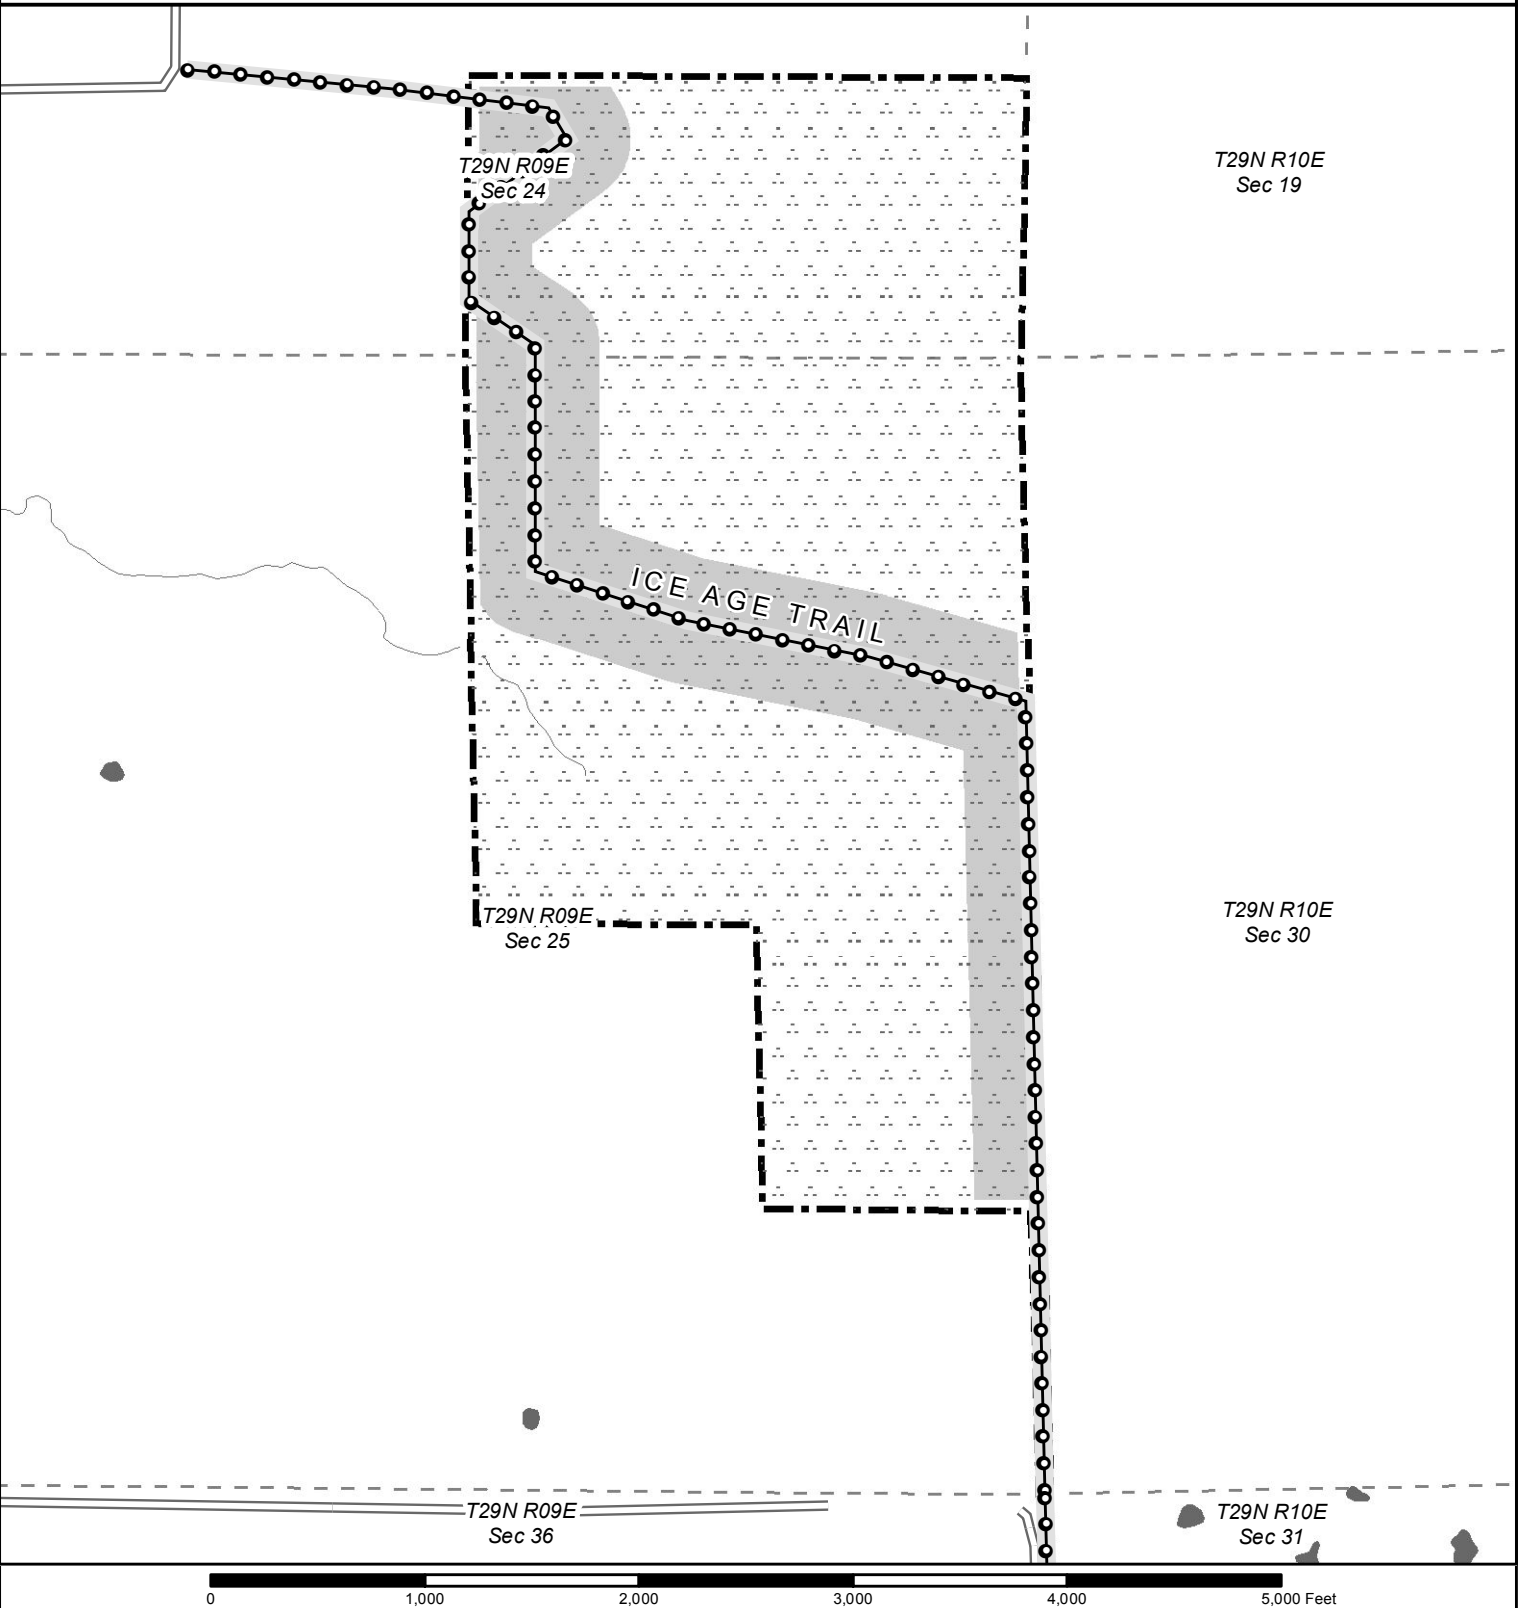 T29N R09E
Sec 24
T29N R10E
Sec 19
ICE AGE TRAIL
T29N R09E
Sec 25
T29N R10E
Sec 30
T29N R09E
Sec 36
T29N R10E
Sec 31
0 1,000 2,000 3,000 4,000 5,000 Feet